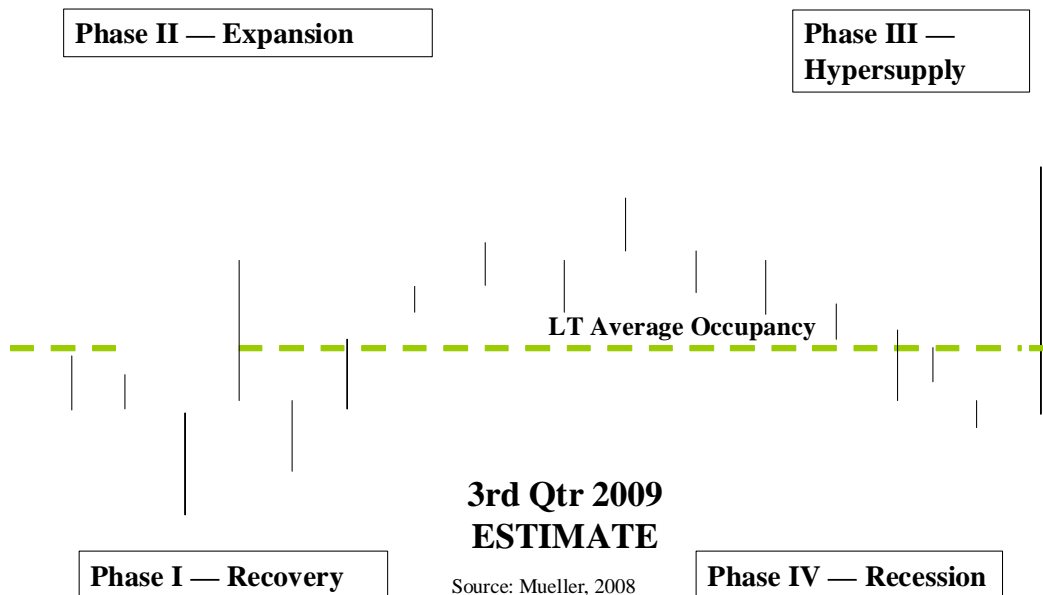 Phase II — Expansion
Phase III —
Hypersupply
LT Average Occupancy
3rd Qtr 2009
ESTIMATE
Phase I — Recovery
Source: Mueller, 2008
Phase IV — Recession